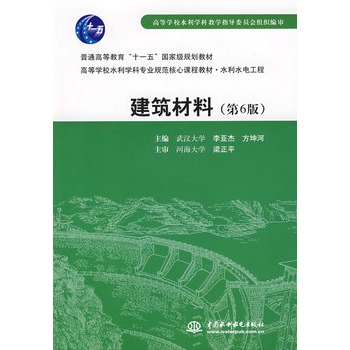 高等学校水利学科教学指导委员会组织编审
十一五
普通高等教育“十一五”国家级规划教材
高等学校水利学科专业规范核心课程教材·水利水电工程
建筑材料（第6版）
主编 武汉大学 李亚杰 方坤河
主审 河海大学 梁正平
中国水利水电出版社